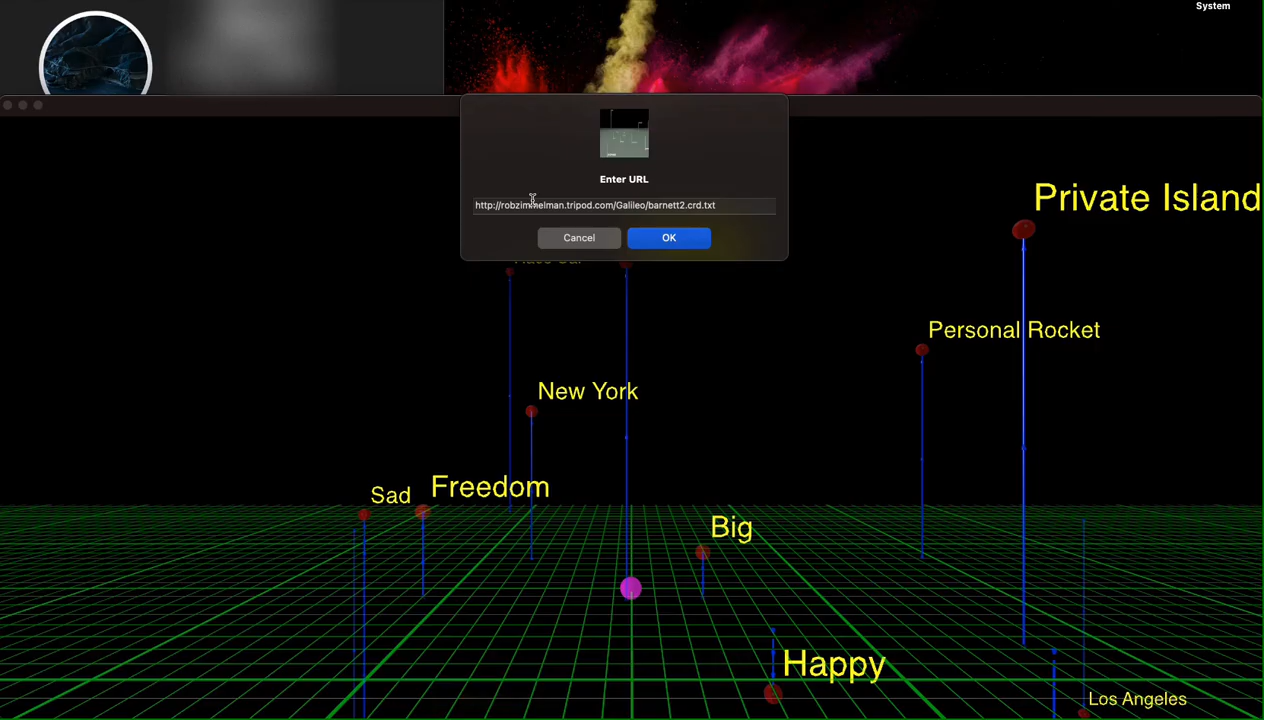 System
Enter URL
http://robzimmelman.tripod.com/Galileo/barnett2.crd.txt
Cancel
OK
Private Island
Personal Rocket
New York
Sad
Freedom
Big
Happy
Los Angeles